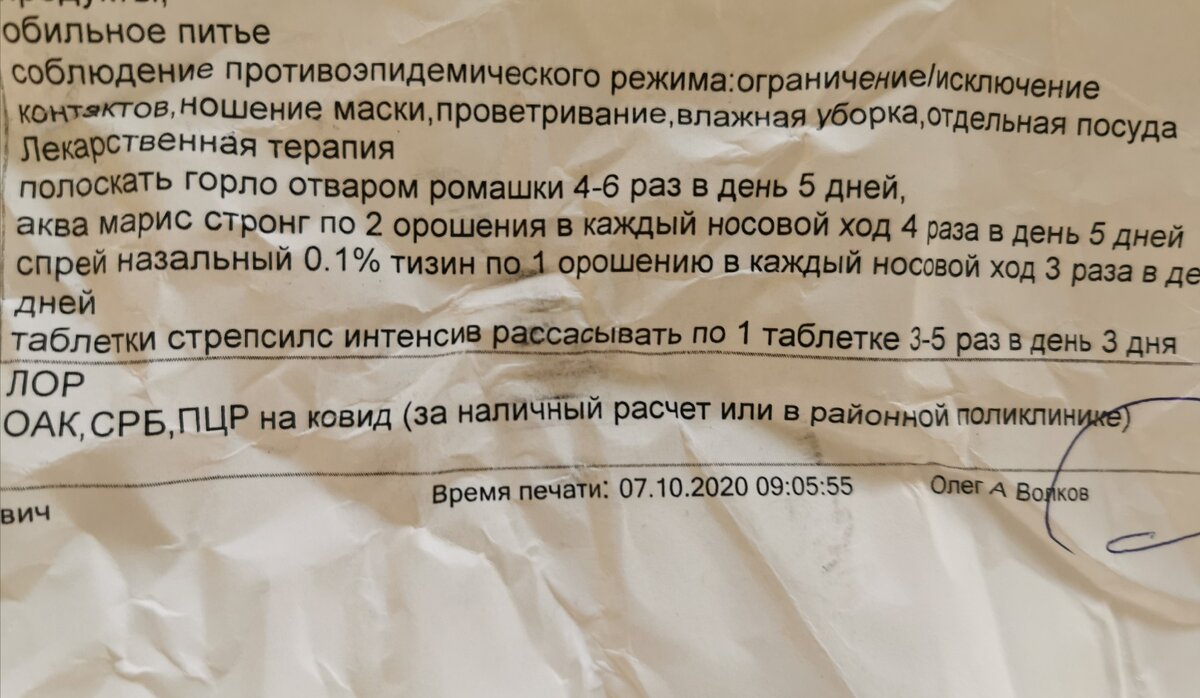 обильное питье
соблюдение противоэпидемического режима:ограничение/исключение
контактов,ношение маски,проветривание,влажная уборка,отдельная посуда
Лекарственная терапия
полоскать горло отваром ромашки 4-6 раз в день 5 дней,
аква марис стронг по 2 орошения в каждый носовой ход 4 раза в день 5 дней
спрей назальный 0.1% тизин по 1 орошению в каждый носовой ход 3 раза в де
дней
таблетки стрепсилс интенсив рассасывать по 1 таблетке 3-5 раз в день 3 дня
ЛОР
ОАК,СРБ,ПЦР на ковид (за наличный расчет или в районной поликлинике)
Время печати: 07.10.2020 09:05:55 Олег А Волков
вич